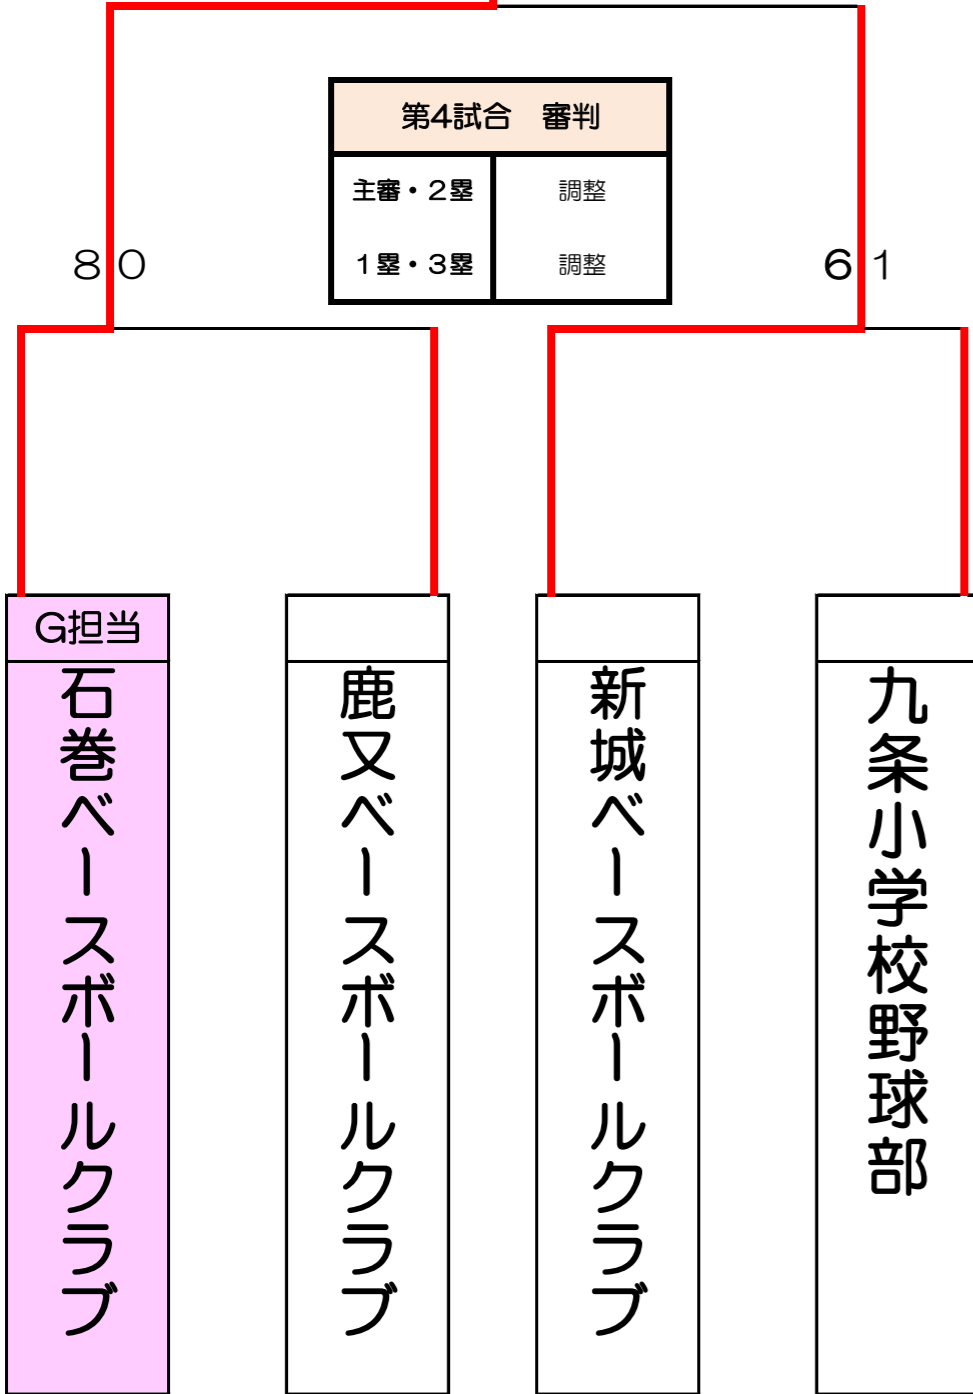 第4試合　審判
主審・２塁
調整
１塁・３塁
調整
８
０
６
１
G担当
石巻ベースボールクラブ
鹿又ベースボールクラブ
新城ベースボールクラブ
九条小学校野球部